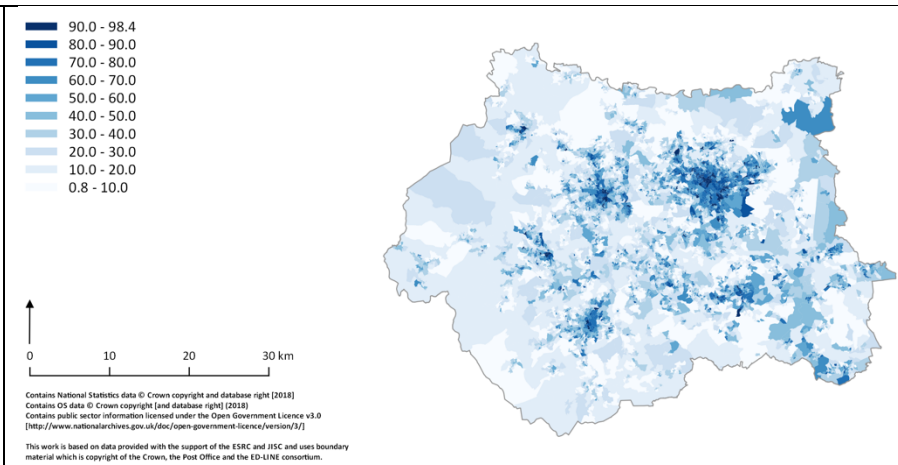 90.0 - 98.4
80.0 - 90.0
70.0 - 80.0
60.0 - 70.0
50.0 - 60.0
40.0 - 50.0
30.0 - 40.0
20.0 - 30.0
10.0 - 20.0
0.8 - 10.0
0 10 20 30 km
Contains National Statistics data © Crown copyright and database right [2018]
Contains OS data © Crown copyright [and database right] (2018)
Contains public sector information licensed under the Open Government Licence v3.0
[http://www.nationalarchives.gov.uk/doc/open-government-licence/version/3/]
This work is based on data provided with the support of the ESRC and JISC and uses boundary
material which is copyright of the Crown, the Post Office and the ED-LINE consortium.